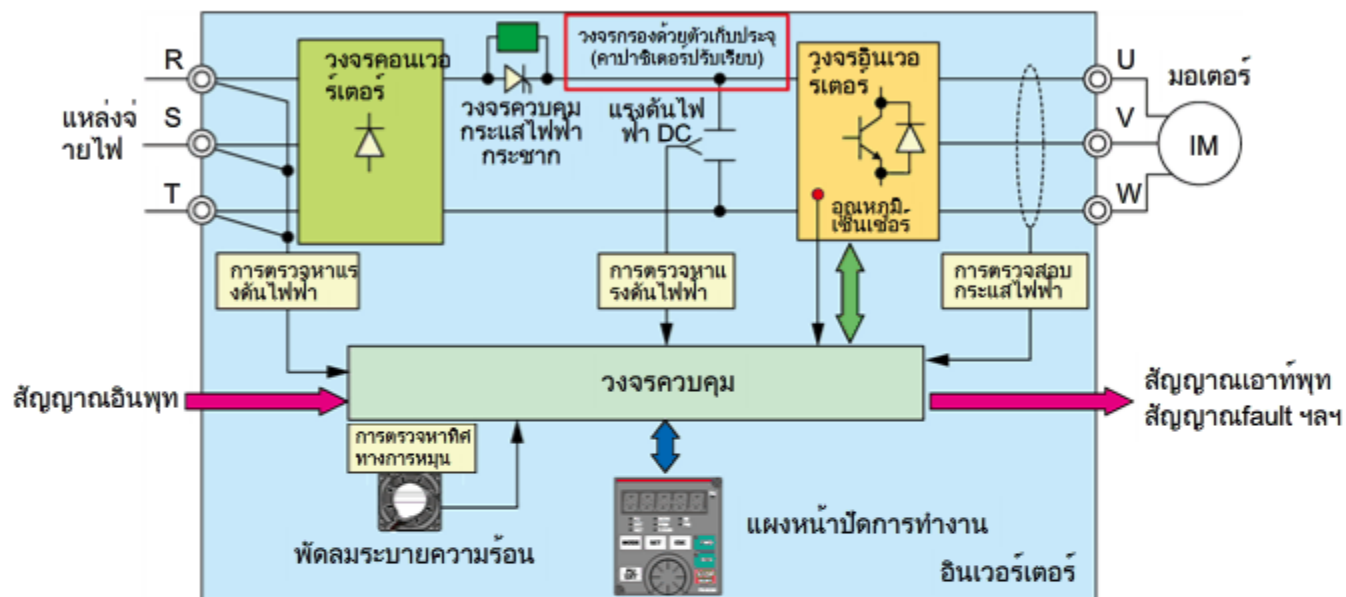 วงจรกรองด้วยตัวเก็บประจุ
(คาปาซิเตอร์ปรับเรียบ)
R
วงจรคอนเวอ
ร์เตอร์
วงจรอินเวอ
ร์เตอร์
U
มอเตอร์
แหล่งจ่
ายไฟ
S
วงจรควบคุม
กระแสไฟฟ้า
กระชาก
แรงดันไฟ
ฟ้า DC
V
IM
T
W
อุณหภูมิ
เซ็นเซอร์
การตรวจหาแร
งดันไฟฟ้า
การตรวจหาแ
รงดันไฟฟ้า
การตรวจสอบ
กระแสไฟฟ้า
สัญญาณอินพุท
วงจรควบคุม
สัญญาณเอาท์พุท
สัญญาณfault ฯลฯ
การตรวจหาทิศ
ทางการหมุน
พัดลมระบายความร้อน
แผงหน้าปัดการทำงาน
อินเวอร์เตอร์